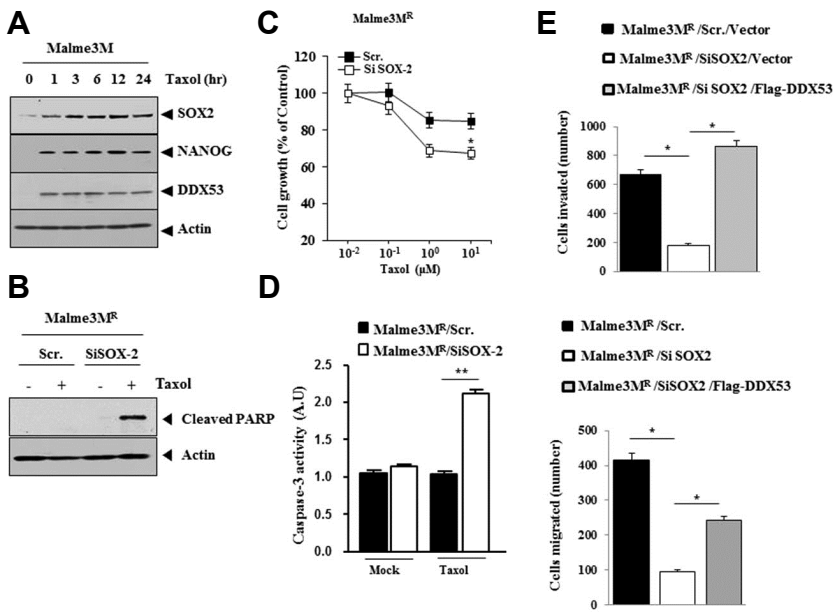 A
Malme3M
0 1 3 6 12 24 Taxol (hr)
SOX2
NANOG
DDX53
Actin
B
Malme3MR
Scr. SiSOX-2
- + - + Taxol
Cleaved PARP
Actin
C
Malme3MR
Scr.
Si SOX-2
Cell growth (% of Control)
120
100
80
60
40
20
*
10-2 10-1 100 101
Taxol (μM)
D
Malme3MR/Scr.
Malme3MR/SiSOX-2
Caspase-3 activity (A.U)
2.5
2.0
1.5
1.0
0.5
0.0
**
Mock Taxol
E
Malme3MR/Scr./Vector
Malme3MR/SiSOX2/Vector
Malme3MR/Si SOX2/Flag-DDX53
Cells invaded (number)
1000
800
600
400
200
0
* *
Malme3MR/Scr.
Malme3MR/Si SOX2
Malme3MR/SiSOX2 /Flag-DDX53
Cells migrated (number)
500
400
300
200
100
0
* *